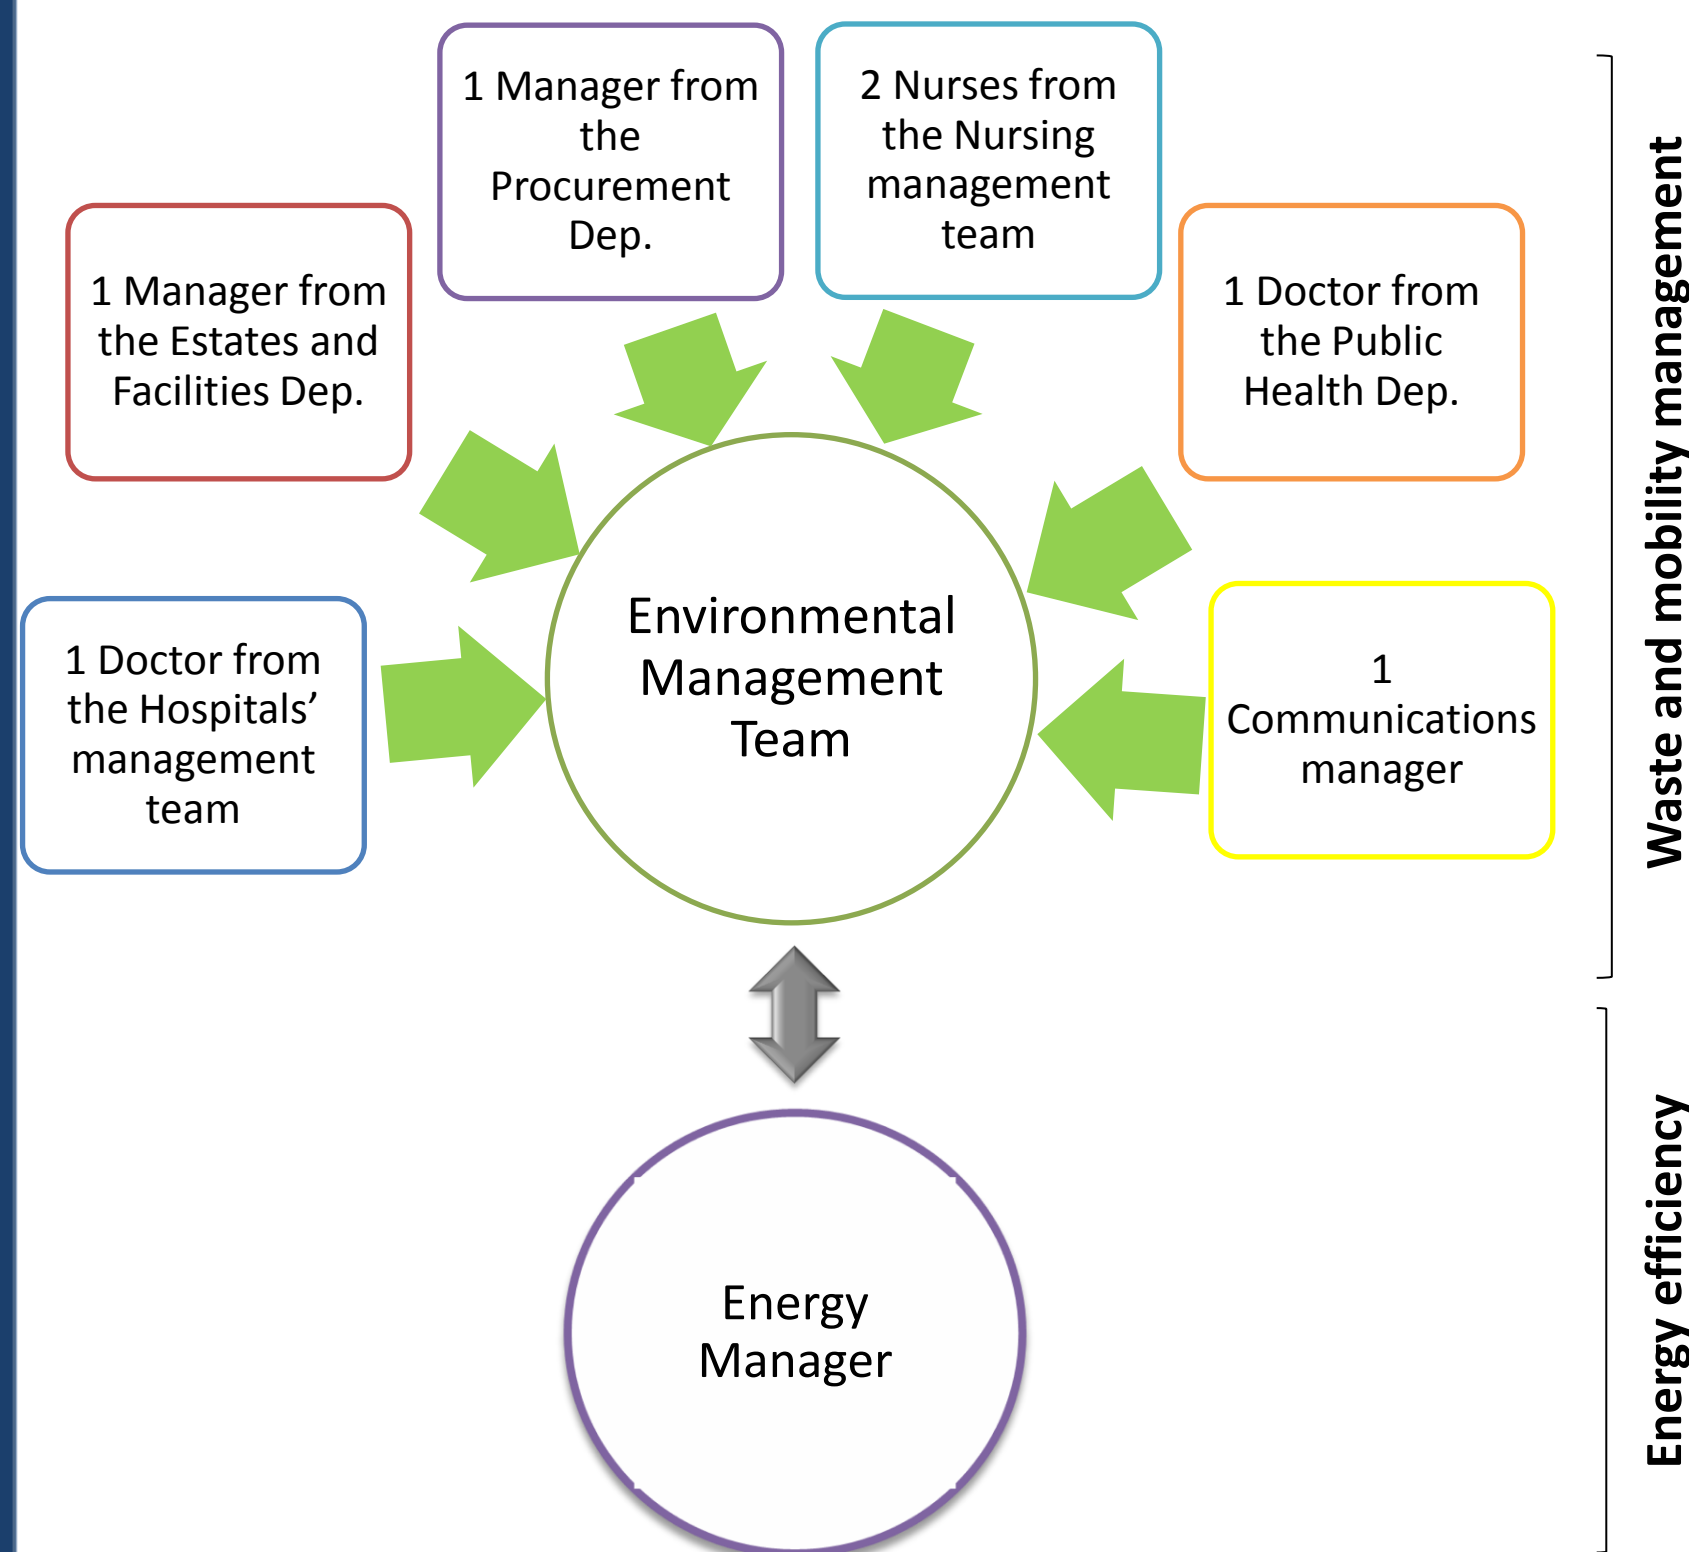 1 Manager from
the
Procurement
Dep.
2 Nurses from
the Nursing
management
team
1 Manager from
the Estates and
Facilities Dep.
1 Doctor from
the Public
Health Dep.
1 Doctor from
the Hospitals’
management
team
Environmental
Management
Team
1
Communications
manager
Waste and mobility management
Energy
Manager
Energy efficiency